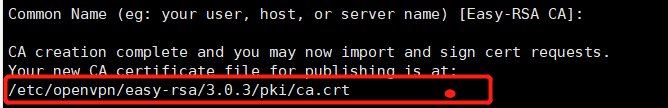 Common Name (eg: your user, host, or server name) [Easy-RSA CA]:
CA creation complete and you may now import and sign cert requests.
Your new CA certificate file for publishing is at:
/etc/openvpn/easy-rsa/3.0.3/pki/ca.crt